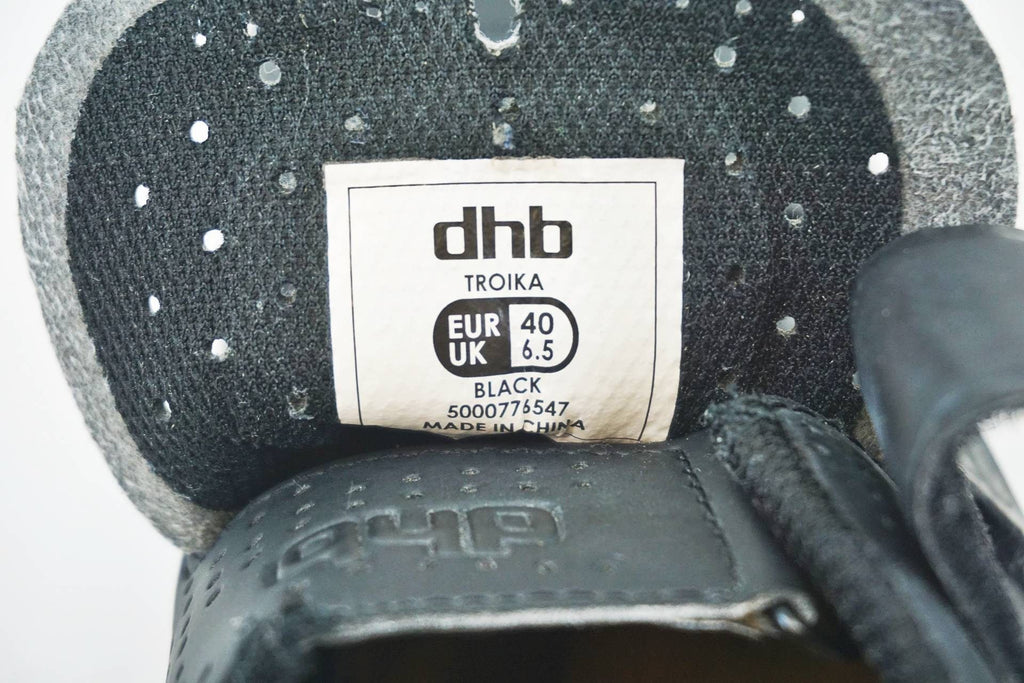 dhb
TROIKA
EUR 40
UK 6.5
BLACK
5000776547
MADE IN CHINA
dhb